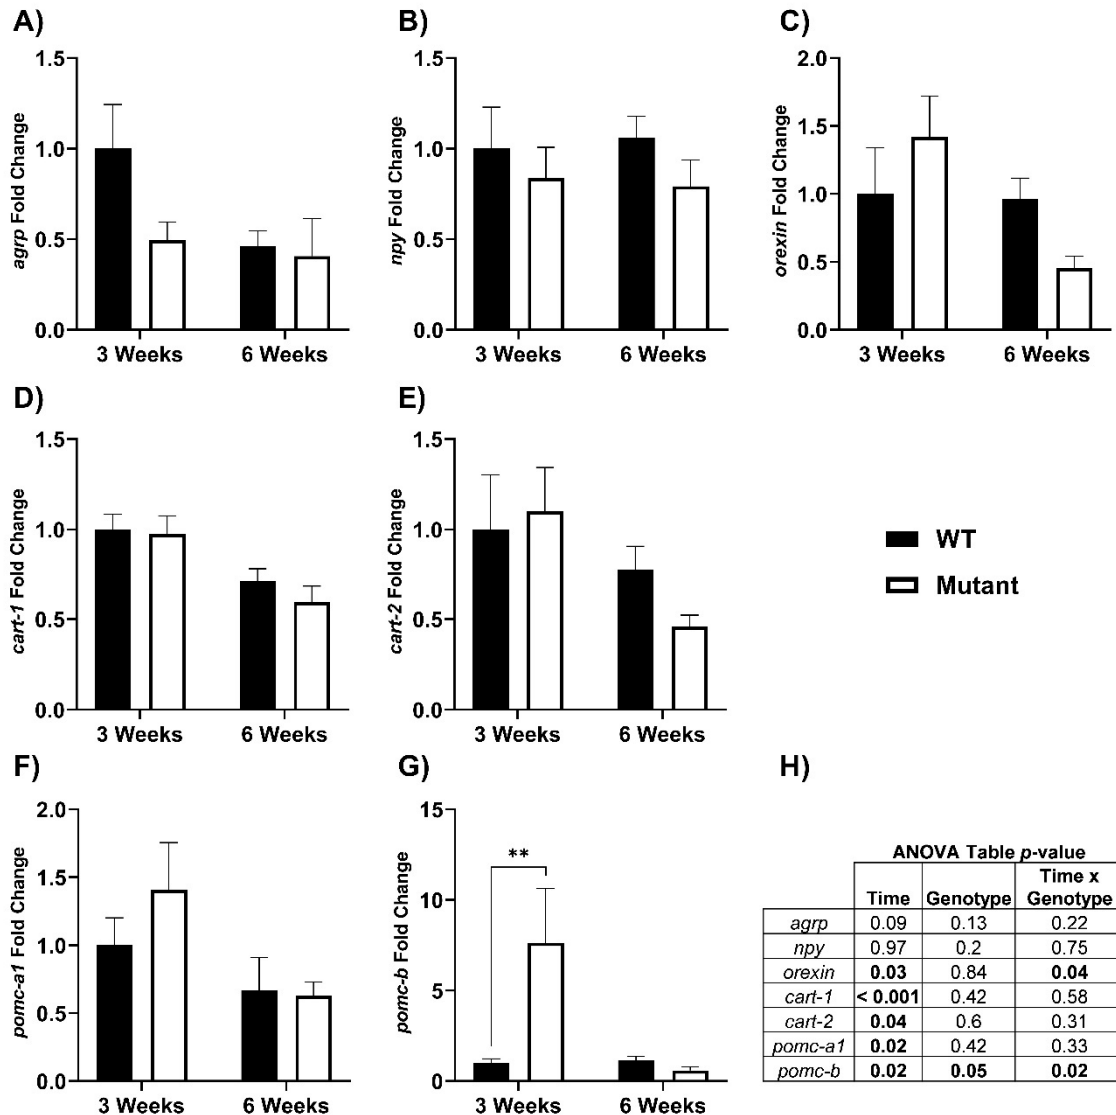 A)
agrp Fold Change
1.5
1.0
0.5
0.0
3 Weeks 6 Weeks
B)
npy Fold Change
1.5
1.0
0.5
0.0
3 Weeks 6 Weeks
C)
orexin Fold Change
2.0
1.5
1.0
0.5
0.0
3 Weeks 6 Weeks
D)
cart-1 Fold Change
1.5
1.0
0.5
0.0
3 Weeks 6 Weeks
E)
cart-2 Fold Change
1.5
1.0
0.5
0.0
3 Weeks 6 Weeks
WT
Mutant
F)
pomc-a1 Fold Change
2.0
1.5
1.0
0.5
0.0
3 Weeks 6 Weeks
G)
pomc-b Fold Change
15
10
5
0
**
3 Weeks 6 Weeks
H)
ANOVA Table p-value
Time Genotype Time x Genotype
agrp 0.09 0.13 0.22
npy 0.97 0.2 0.75
orexin 0.03 0.84 0.04
cart-1 < 0.001 0.42 0.58
cart-2 0.04 0.6 0.31
pomc-a1 0.02 0.42 0.33
pomc-b 0.02 0.05 0.02